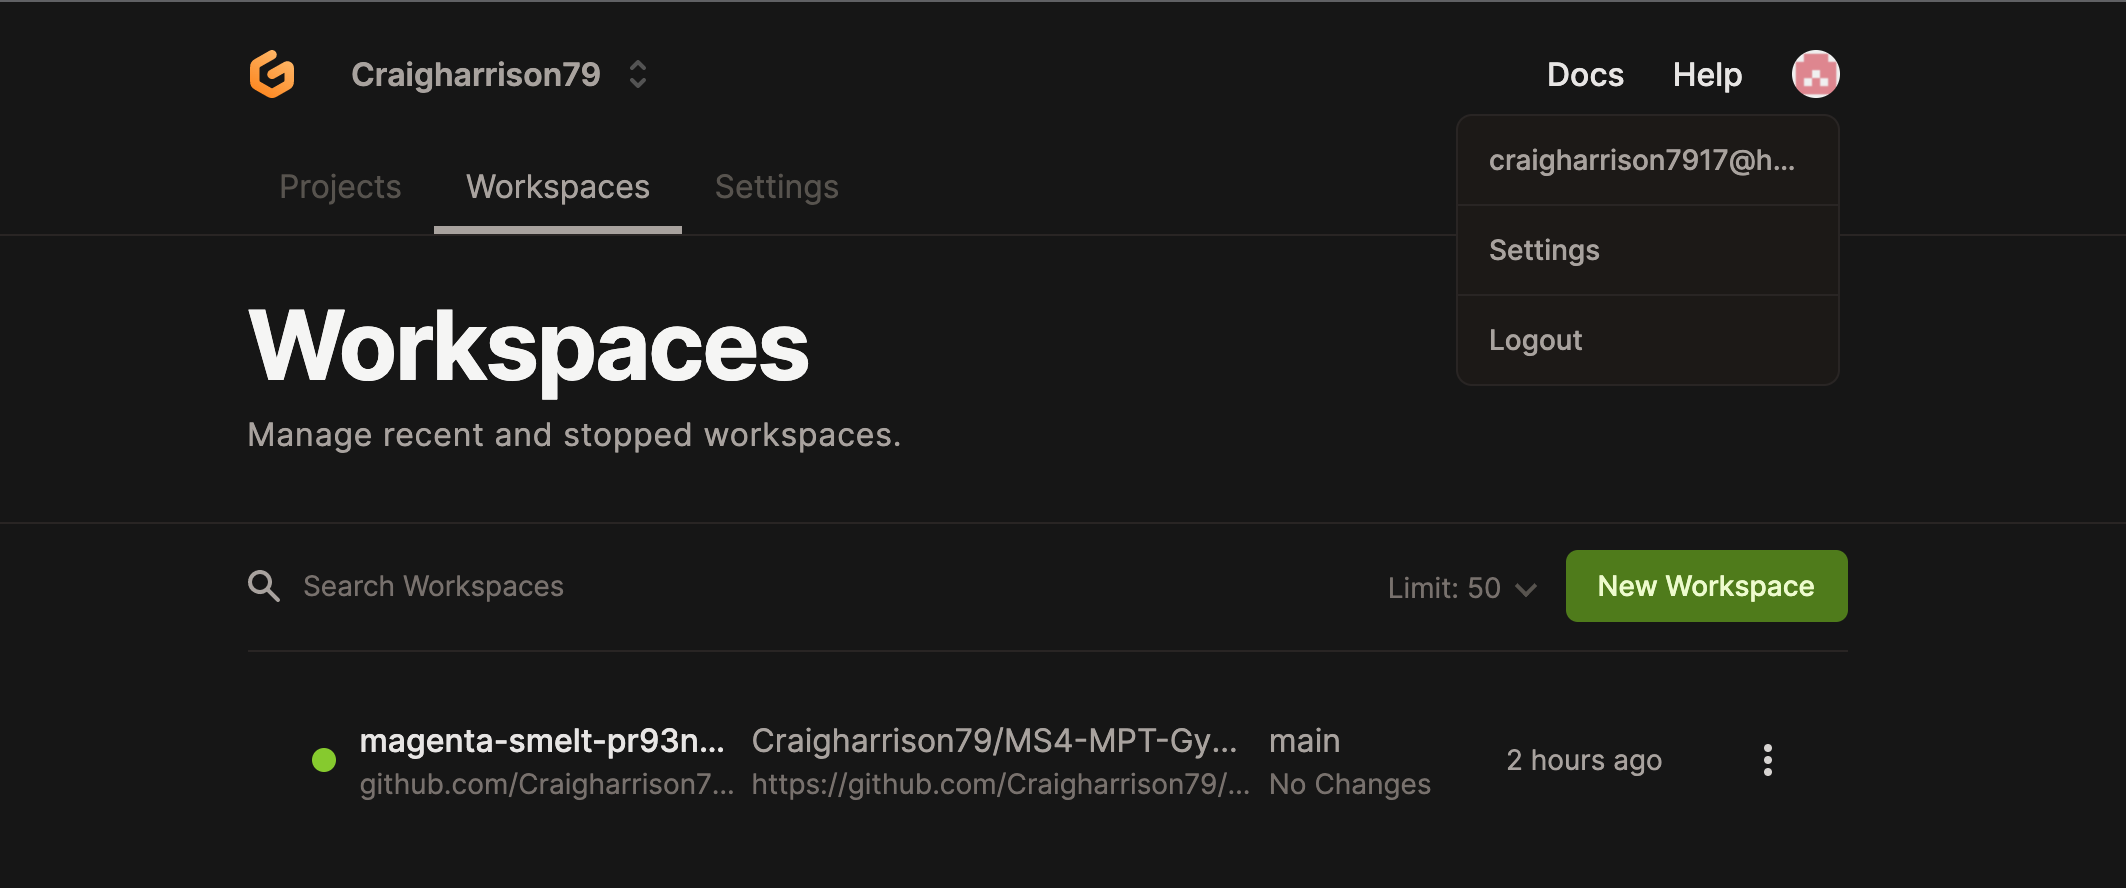 Craigharrison79
Docs Help
craigharrison7917@h...
Projects Workspaces Settings
Settings
Logout
Workspaces
Manage recent and stopped workspaces.
Search Workspaces
Limit: 50
New Workspace
magenta-smelt-pr93n... Craigharrison79/MS4-MPT-Gy... main
2 hours ago
github.com/Craigharrison7... https://github.com/Craigharrison79/... No Changes